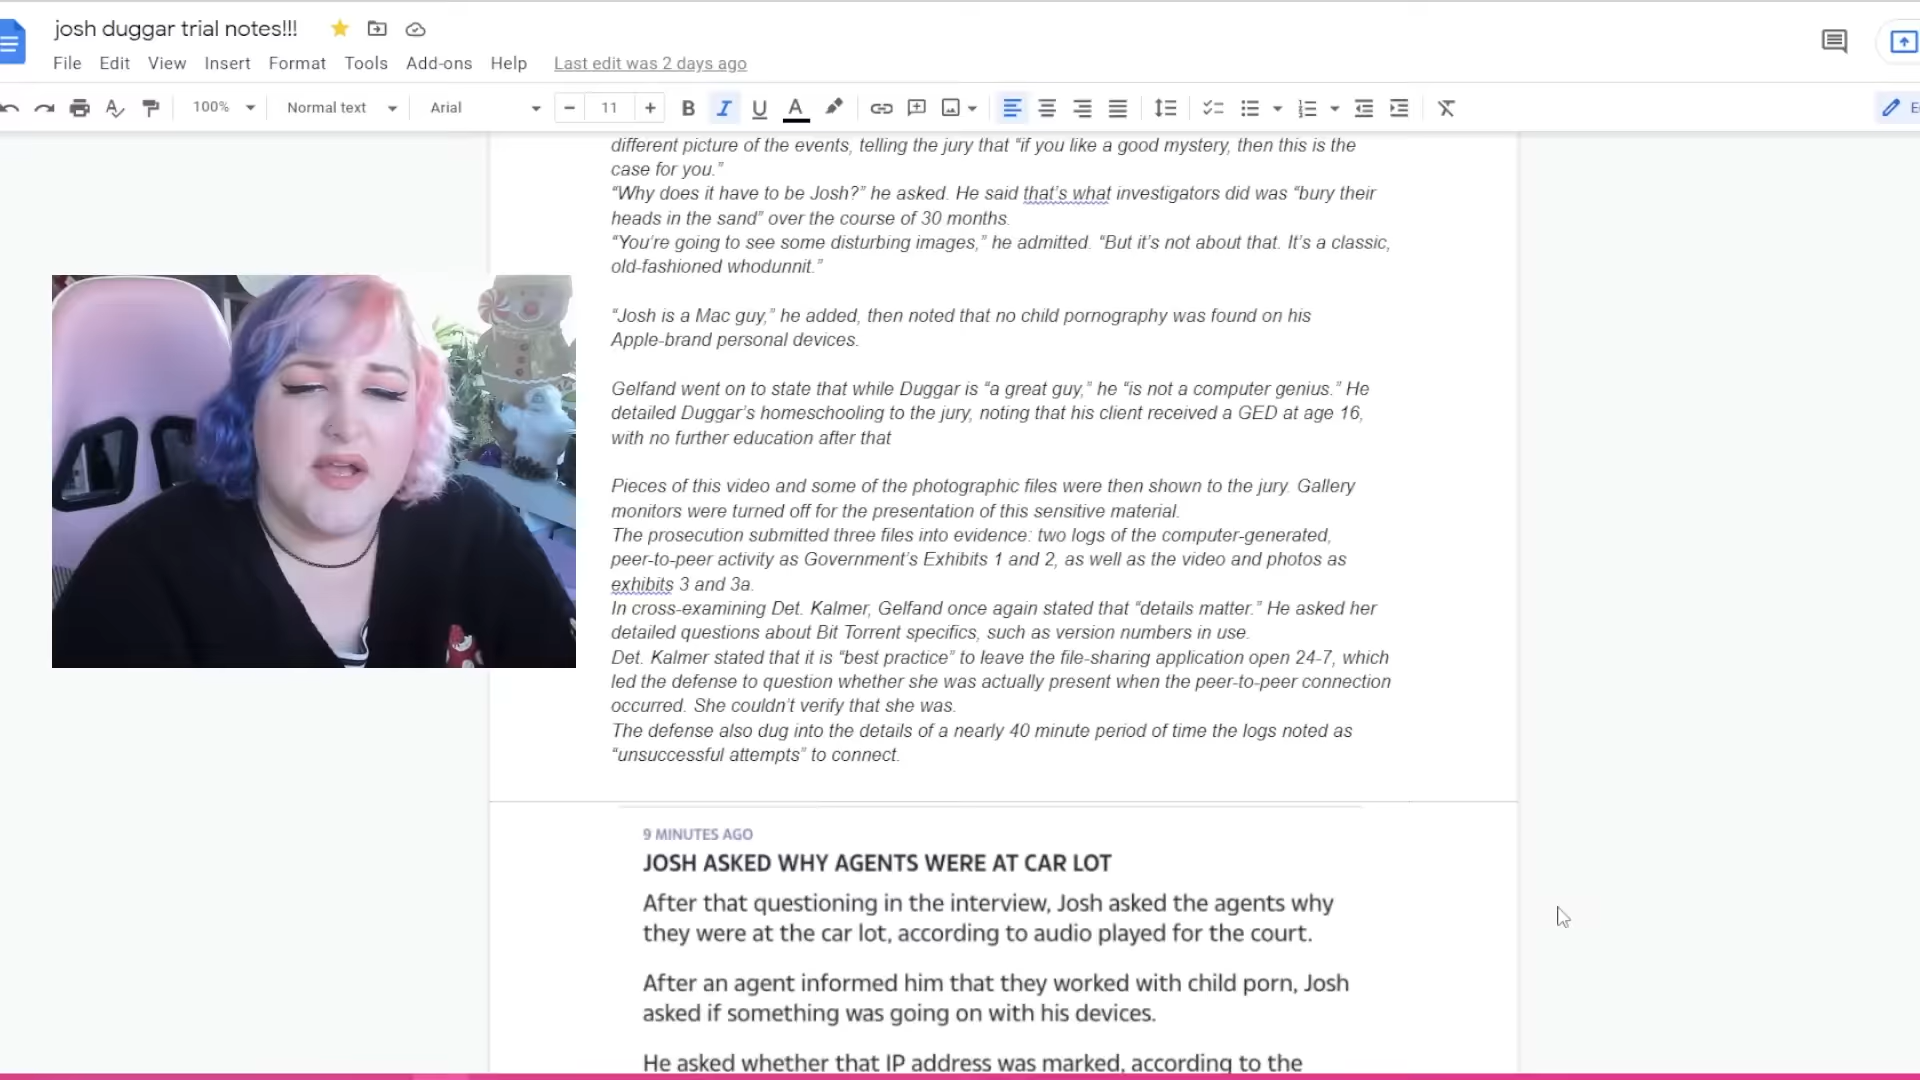 josh duggar trial notes!!!
File Edit View Insert Format Tools Add-ons Help Last edit was 2 days ago
100% Normal text Arial 11 B I U A
different picture of the events, telling the jury that “if you like a good mystery, then this is the
case for you.”
“Why does it have to be Josh?” he asked. He said that’s what investigators did was “bury their
heads in the sand” over the course of 30 months.
“You’re going to see some disturbing images,” he admitted. “But it’s not about that. It’s a classic,
old-fashioned whodunnit.”
“Josh is a Mac guy,” he added, then noted that no child pornography was found on his
Apple-brand personal devices.
Gelfand went on to state that while Duggar is “a great guy,” he “is not a computer genius.” He
detailed Duggar’s homeschooling to the jury, noting that his client received a GED at age 16,
with no further education after that
Pieces of this video and some of the photographic files were then shown to the jury. Gallery
monitors were turned off for the presentation of this sensitive material.
The prosecution submitted three files into evidence: two logs of the computer-generated,
peer-to-peer activity as Government’s Exhibits 1 and 2, as well as the video and photos as
exhibits 3 and 3a.
In cross-examining Det. Kalmer, Gelfand once again stated that “details matter.” He asked her
detailed questions about Bit Torrent specifics, such as version numbers in use.
Det. Kalmer stated that it is “best practice” to leave the file-sharing application open 24-7, which
led the defense to question whether she was actually present when the peer-to-peer connection
occurred. She couldn’t verify that she was.
The defense also dug into the details of a nearly 40 minute period of time the logs noted as
“unsuccessful attempts” to connect.
9 MINUTES AGO
JOSH ASKED WHY AGENTS WERE AT CAR LOT
After that questioning in the interview, Josh asked the agents why
they were at the car lot, according to audio played for the court.
After an agent informed him that they worked with child porn, Josh
asked if something was going on with his devices.
He asked whether that IP address was marked, according to the